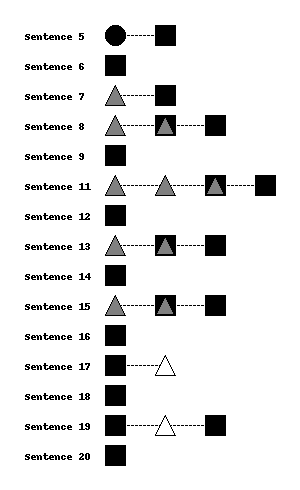 Sentence 5
Sentence 6
Sentence 7
Sentence 8
Sentence 9
Sentence 11
Sentence 12
Sentence 13
Sentence 14
Sentence 15
Sentence 16
Sentence 17
Sentence 18
Sentence 19
Sentence 20